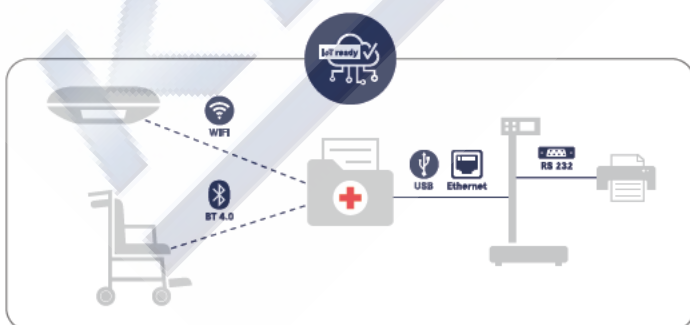 IoT ready
WIFI
BT 4.0
USB
Ethernet
RS 232